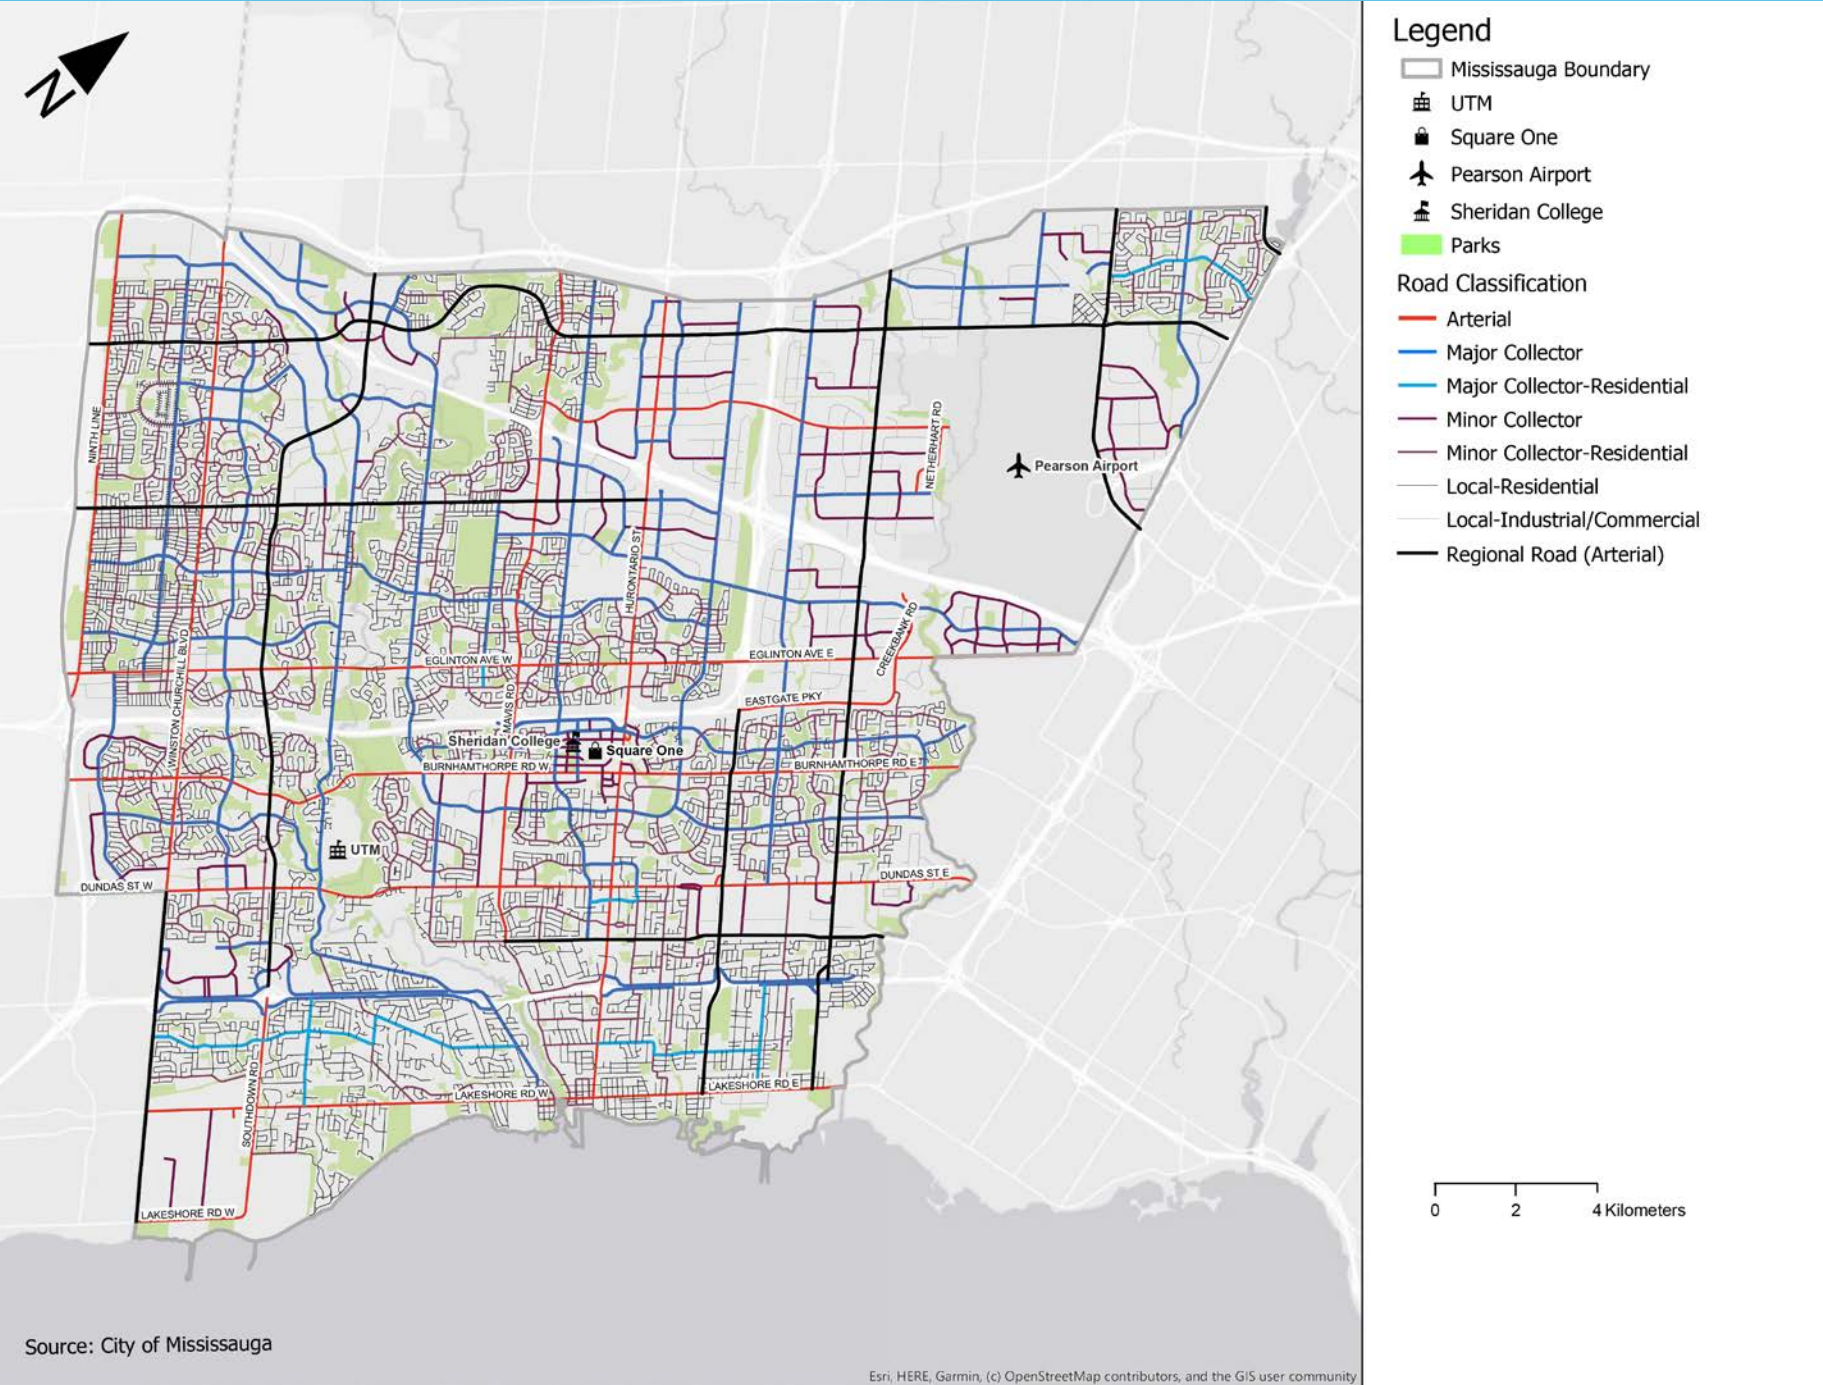 N
NINTH LINE
WINSTON CHURCHILL BLVD
HURONTARIO ST
NETHERHART RD
Pearson Airport
CREEKBANK RD
EGLINTON AVE W
EGLINTON AVE E
MAVIS RD
EASTGATE PKY
Sheridan College
Square One
BURNHAMTHORPE RD W
BURNHAMTHORPE RD E
UTM
DUNDAS ST W
DUNDAS ST E
SOUTHDOWN RD
LAKESHORE RD W
LAKESHORE RD E
LAKESHORE RD W
Source: City of Mississauga
Esri, HERE, Garmin, (c) OpenStreetMap contributors, and the GIS user community
Legend
Mississauga Boundary
UTM
Square One
Pearson Airport
Sheridan College
Parks
Road Classification
Arterial
Major Collector
Major Collector-Residential
Minor Collector
Minor Collector-Residential
Local-Residential
Local-Industrial/Commercial
Regional Road (Arterial)
0 2 4 Kilometers